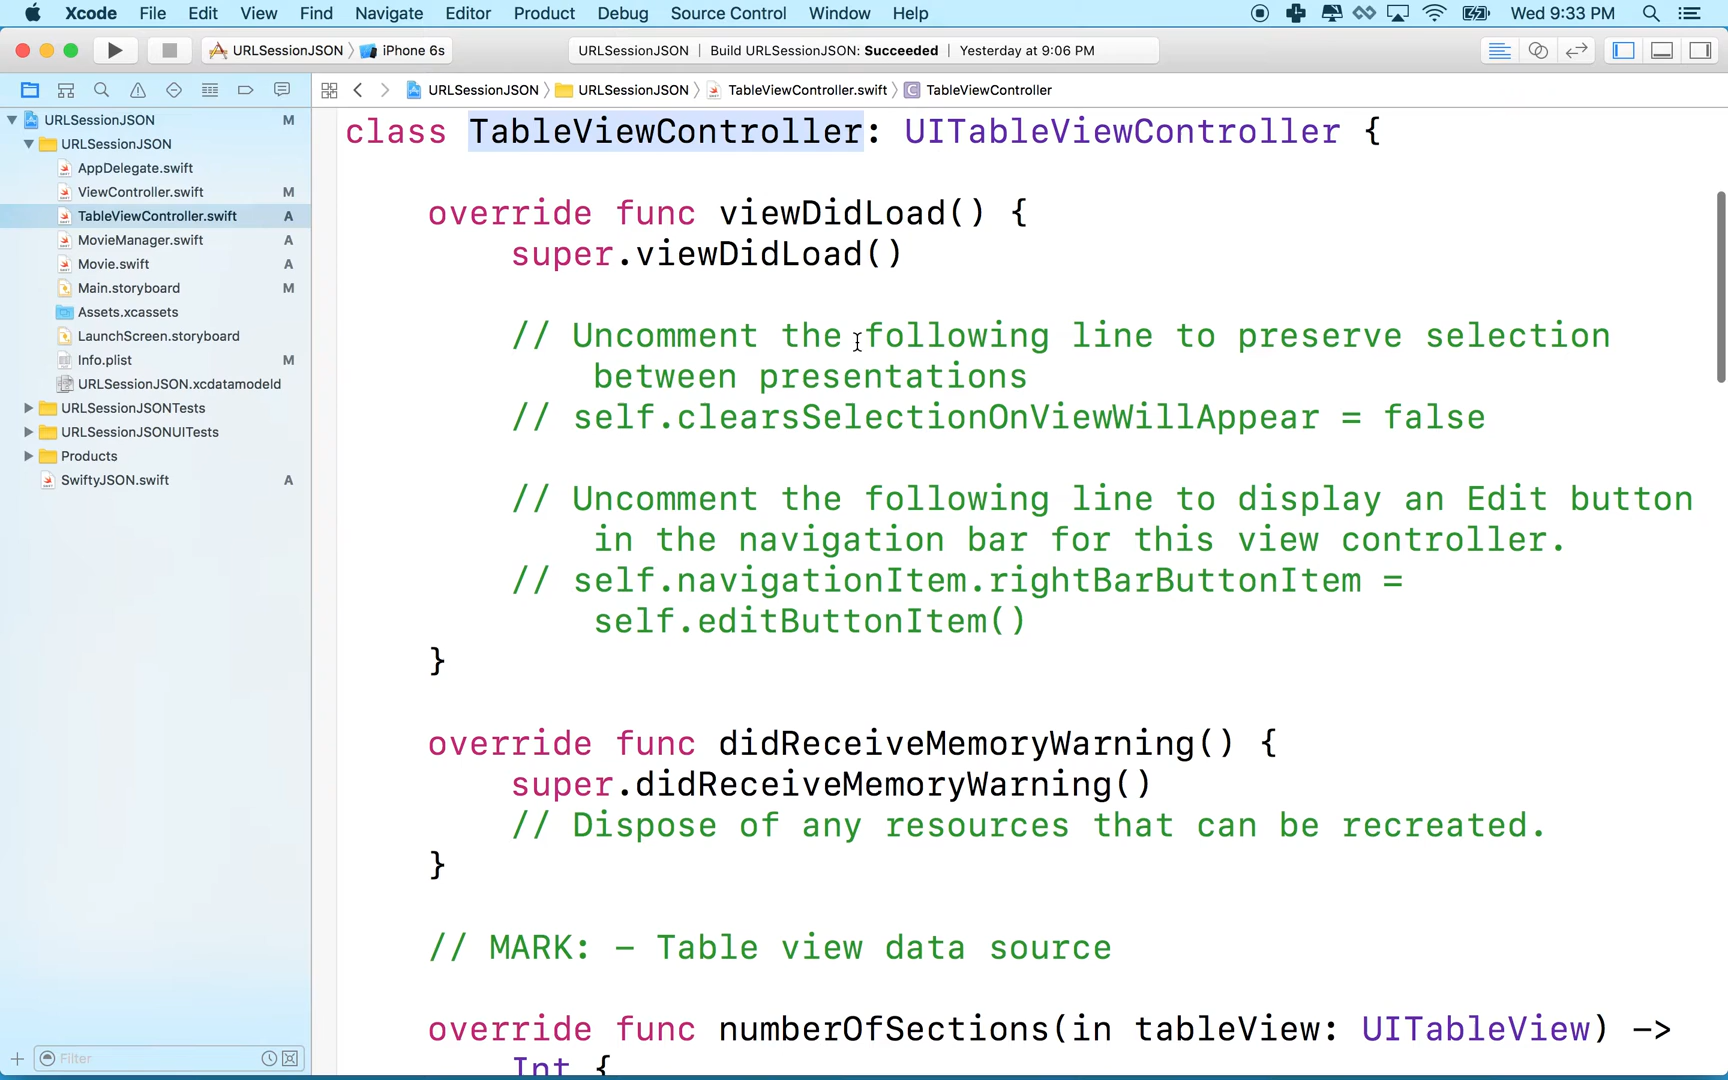 Xcode File Edit View Find Navigate Editor Product Debug Source Control Window Help Wed 9:33 PM
URLSessionJSON iPhone 6s URLSessionJSON Build URLSessionJSON: Succeeded Yesterday at 9:06 PM
URLSessionJSON URLSessionJSON TableViewController.swift C TableViewController
URLSessionJSON M
URLSessionJSON
AppDelegate.swift
ViewController.swift M
TableViewController.swift A
MovieManager.swift A
Movie.swift A
Main.storyboard M
Assets.xcassets
LaunchScreen.storyboard
Info.plist M
URLSessionJSON.xcdatamodeld
URLSessionJSONTests
URLSessionJSONUITests
Products
SwiftyJSON.swift A
Filter
class TableViewController: UITableViewController {
override func viewDidLoad() {
super.viewDidLoad()
// Uncomment the following line to preserve selection
between presentations
// self.clearsSelectionOnViewWillAppear = false
// Uncomment the following line to display an Edit button
in the navigation bar for this view controller.
// self.navigationItem.rightBarButtonItem =
self.editButtonItem()
}
override func didReceiveMemoryWarning() {
super.didReceiveMemoryWarning()
// Dispose of any resources that can be recreated.
}
// MARK: - Table view data source
override func numberOfSections(in tableView: UITableView) ->
Int {